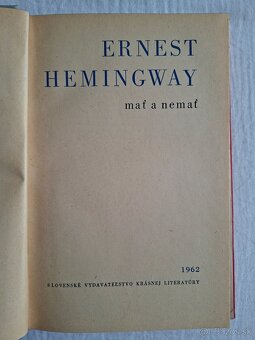 ERNEST
HEMINGWAY
mať a nemať
1962
SLOVENSKÉ VYDAVATEĽSTVO KRÁSNEJ LITERATÚRY